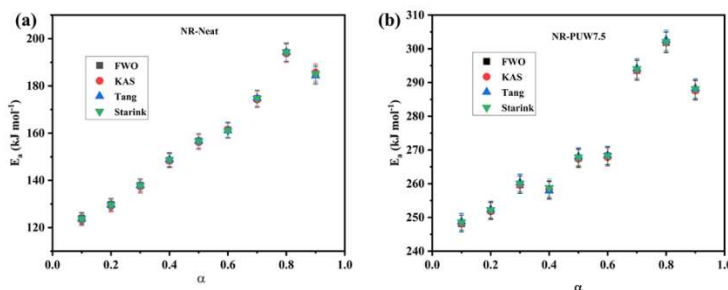 (a)
NR-Neat
FWO
KAS
Tang
Starink
Eₐ (kJ mol⁻¹)
200
180
160
140
120
0.0 0.2 0.4 0.6 0.8 1.0
α
(b)
NR-PUW7.5
FWO
KAS
Tang
Starink
Eₐ (kJ mol⁻¹)
310
300
290
280
270
260
250
240
0.0 0.2 0.4 0.6 0.8 1.0
α